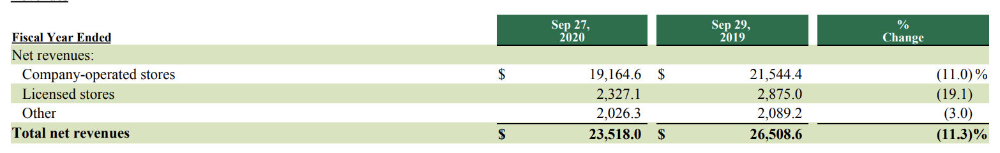 Sep 27, Sep 29, %
Fiscal Year Ended 2020 2019 Change
Net revenues:
Company-operated stores $ 19,164.6 $ 21,544.4 (11.0)%
Licensed stores 2,327.1 2,875.0 (19.1)
Other 2,026.3 2,089.2 (3.0)
Total net revenues $ 23,518.0 $ 26,508.6 (11.3)%